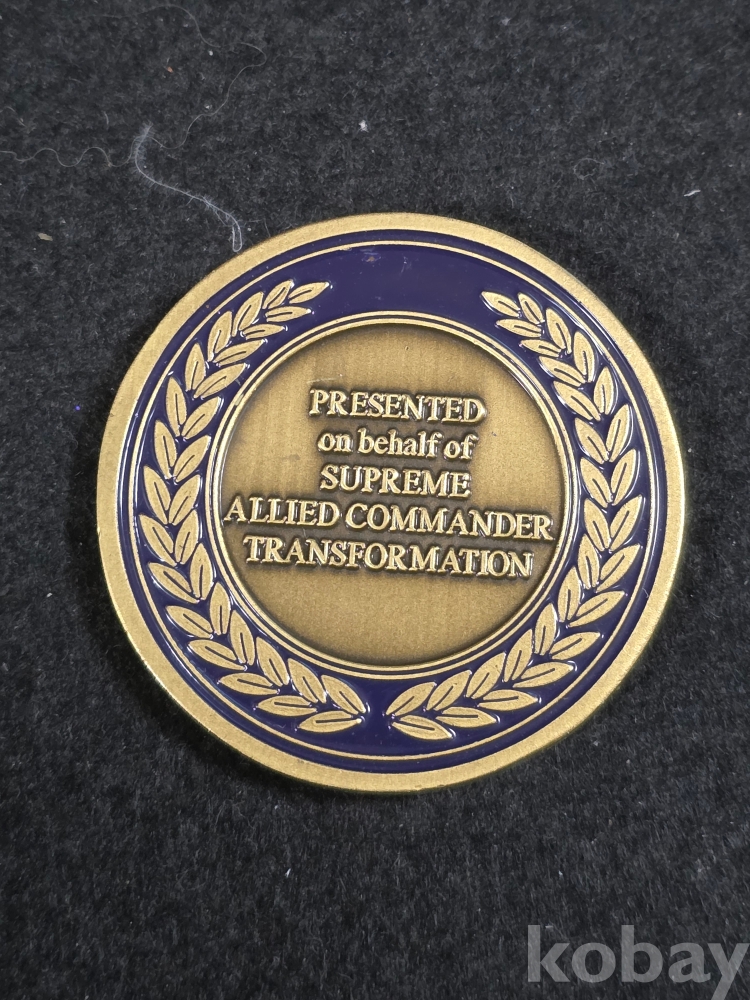 PRESENTED
on behalf of
SUPREME
ALLIED COMMANDER
TRANSFORMATION
kobay